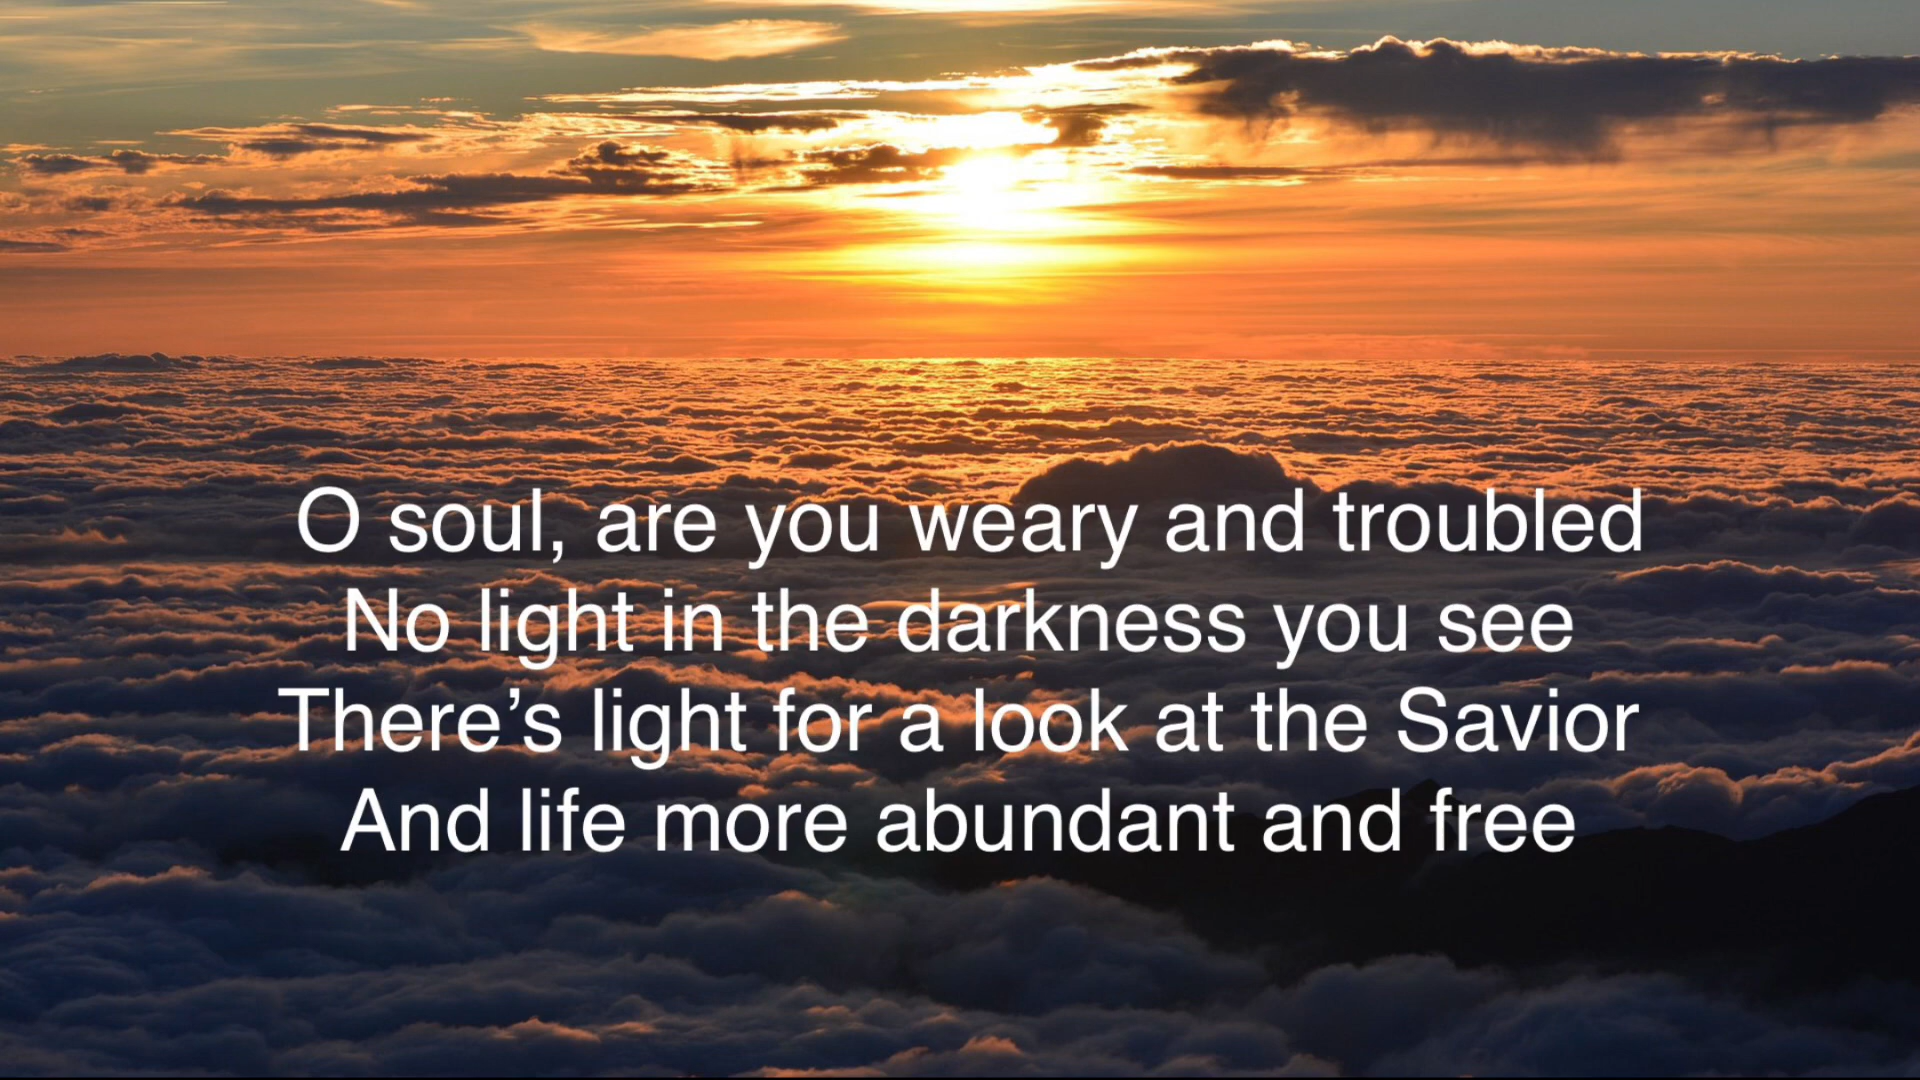 O soul, are you weary and troubled
No light in the darkness you see
There’s light for a look at the Savior
And life more abundant and free